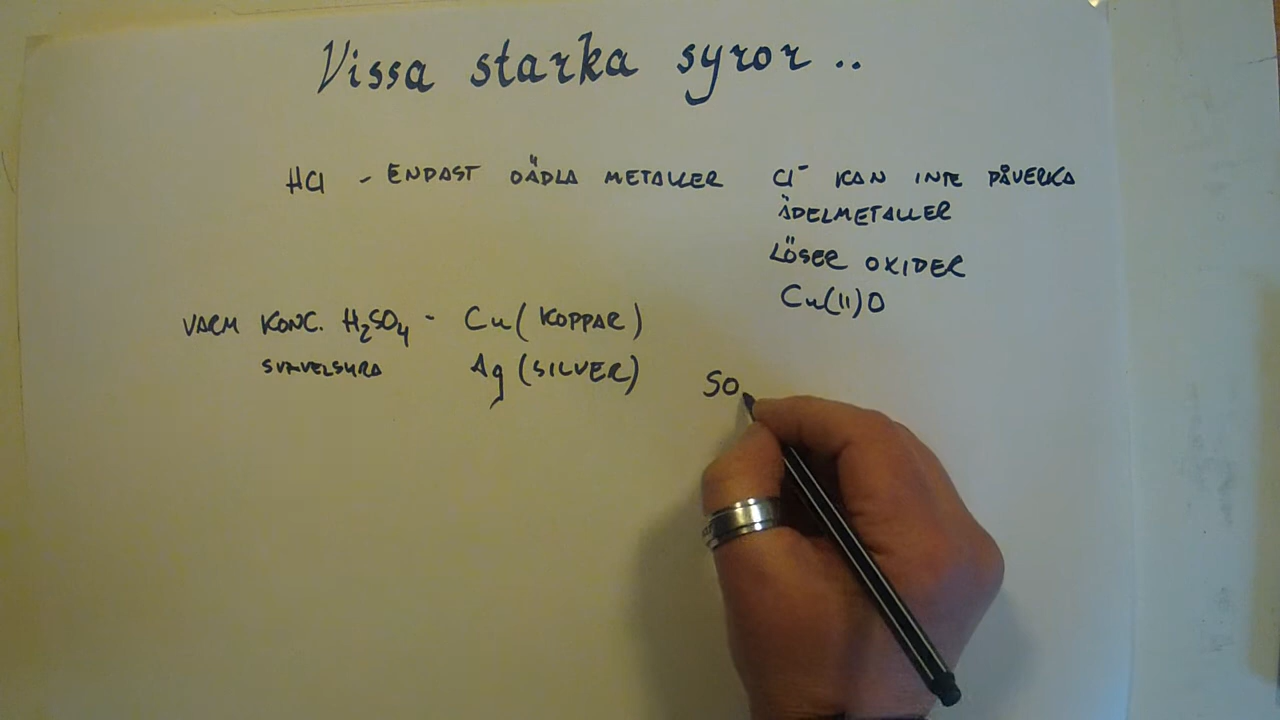 Vissa starka syror ..
HCl - ENDAST OÄDLA METALLER Cl⁻ KAN INTE PÅVERKA
ÄDELMETALLER
LÖSER OXIDER
Cu(II)O
VARM KONC. H₂SO₄ - Cu (KOPPAR)
SVAVELSYRA Ag (SILVER) SO